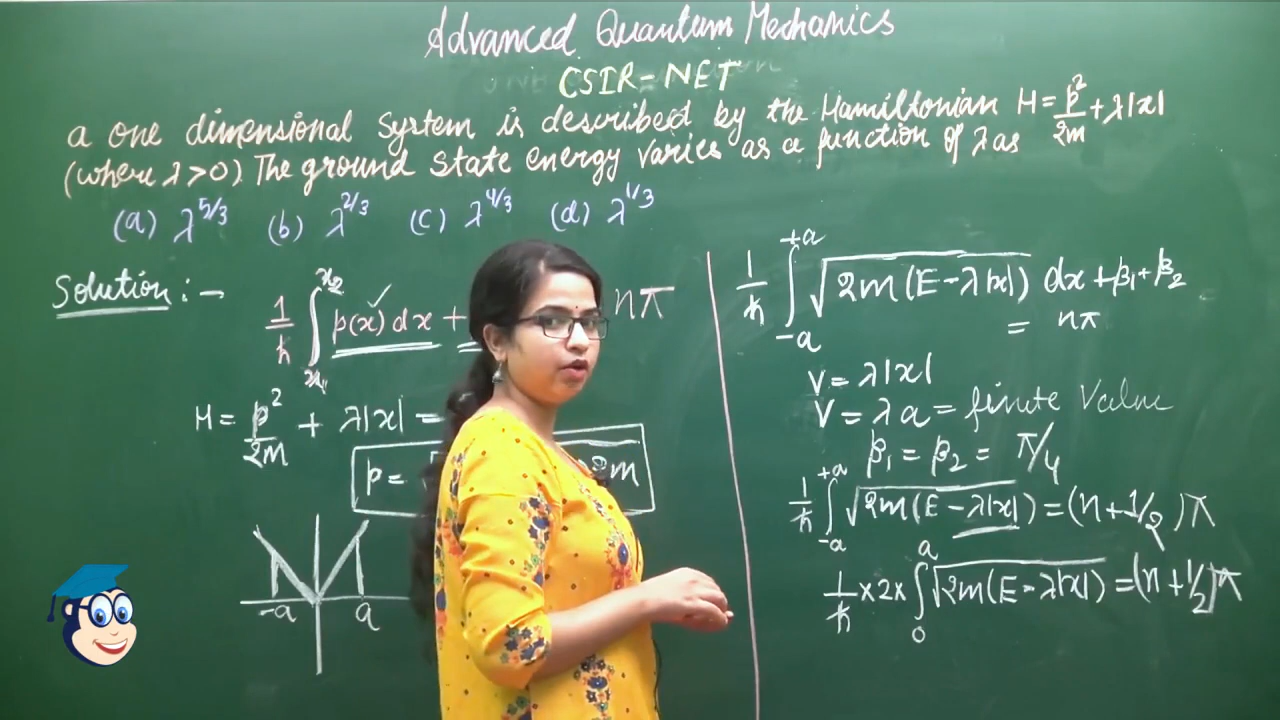 Advanced Quantum Mechanics
CSIR-NET
a one dimensional System is described by the Hamiltonian H = p²/2m + λ|x|
(where λ>0) The ground State energy varies as a function of λ as
(a) λ^5/3 (b) λ^2/3 (c) λ^4/3 (d) λ^1/3
Solution :-
1/ħ ∫_x₁^x₂ p(x) dx + nπ
H = p²/2m + λ|x| =
p = 2m
-a a
1/ħ ∫_-a^+a √2m(E-λ|x|) dx + β₁ + β₂
= nπ
V = λ|x|
V = λa = finite Value
β₁ = β₂ = π/4
1/ħ ∫_-a^+a √2m(E-λ|x|) = (n+1/2)π
1/ħ × 2 × ∫_0^a √2m(E-λ|x|) = (n+1/2)π